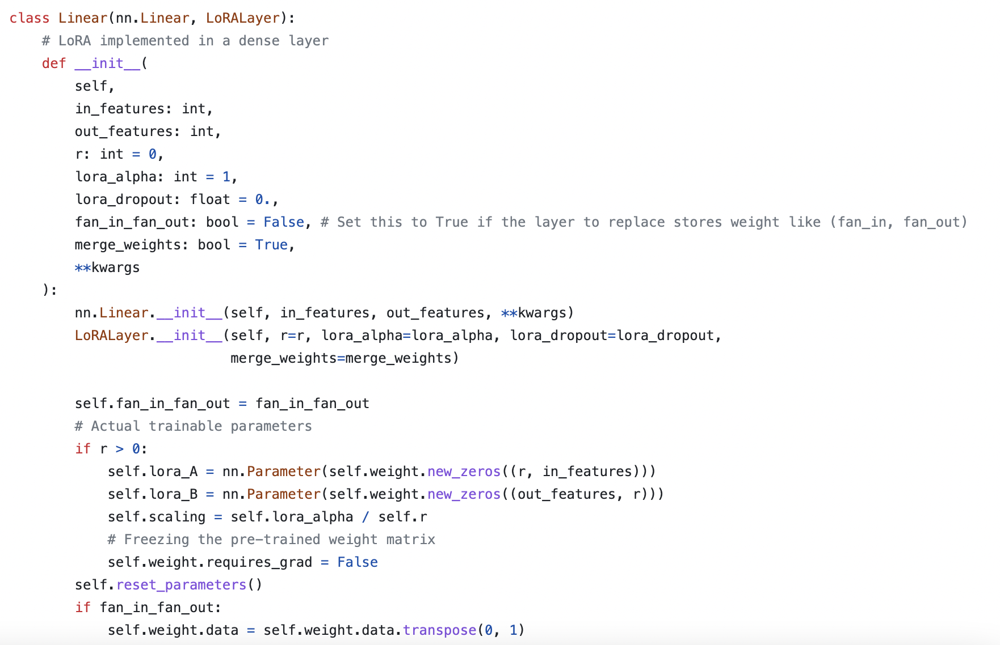 class Linear(nn.Linear, LoRALayer):
    # LoRA implemented in a dense layer
    def __init__(
        self,
        in_features: int,
        out_features: int,
        r: int = 0,
        lora_alpha: int = 1,
        lora_dropout: float = 0.,
        fan_in_fan_out: bool = False, # Set this to True if the layer to replace stores weight like (fan_in, fan_out)
        merge_weights: bool = True,
        **kwargs
    ):
        nn.Linear.__init__(self, in_features, out_features, **kwargs)
        LoRALayer.__init__(self, r=r, lora_alpha=lora_alpha, lora_dropout=lora_dropout,
                           merge_weights=merge_weights)

        self.fan_in_fan_out = fan_in_fan_out
        # Actual trainable parameters
        if r > 0:
            self.lora_A = nn.Parameter(self.weight.new_zeros((r, in_features)))
            self.lora_B = nn.Parameter(self.weight.new_zeros((out_features, r)))
            self.scaling = self.lora_alpha / self.r
            # Freezing the pre-trained weight matrix
            self.weight.requires_grad = False
        self.reset_parameters()
        if fan_in_fan_out:
            self.weight.data = self.weight.data.transpose(0, 1)